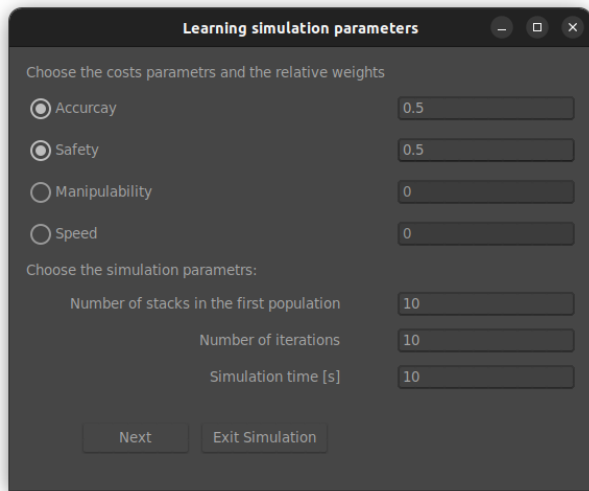 Learning simulation parameters
Choose the costs parametrs and the relative weights
Accurcay 0.5
Safety 0.5
Manipulability 0
Speed 0
Choose the simulation parametrs:
Number of stacks in the first population 10
Number of iterations 10
Simulation time [s] 10
Next Exit Simulation